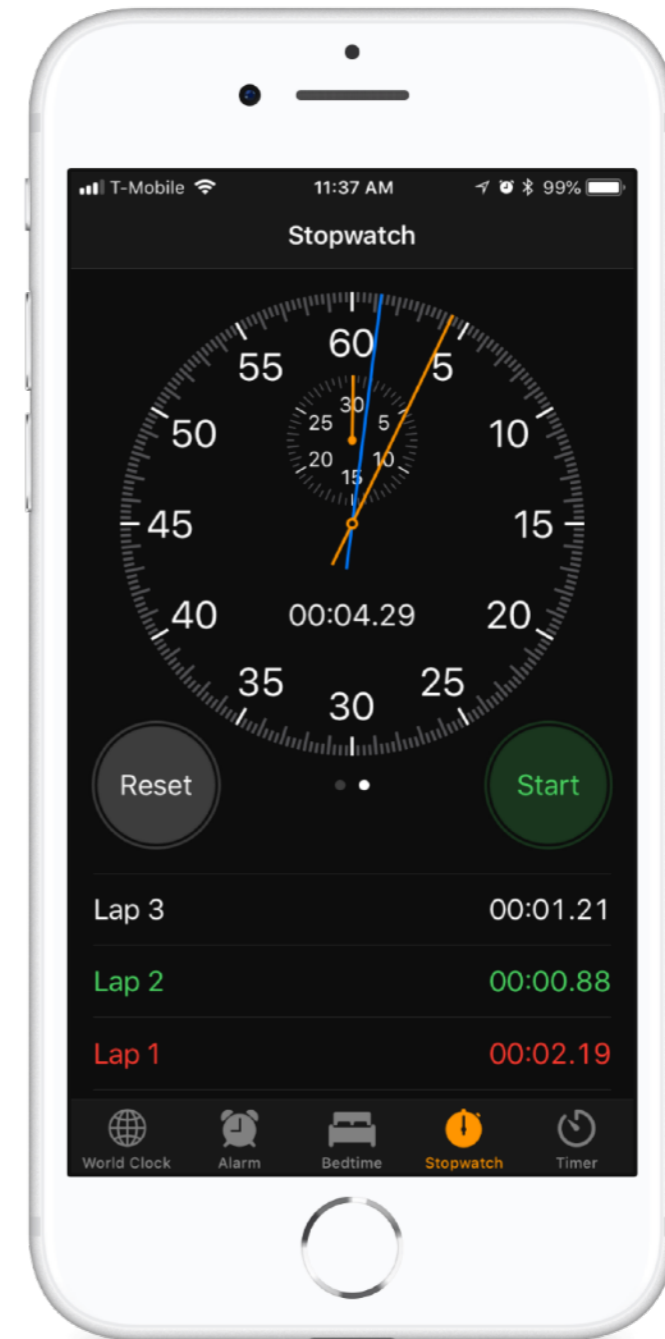 T-Mobile 11:37 AM 99%
Stopwatch
60
55 5
50 10
45 15
40 20
35 25
30
30
25 5
20 10
15
00:04.29
Reset Start
Lap 3 00:01.21
Lap 2 00:00.88
Lap 1 00:02.19
World Clock Alarm Bedtime Stopwatch Timer